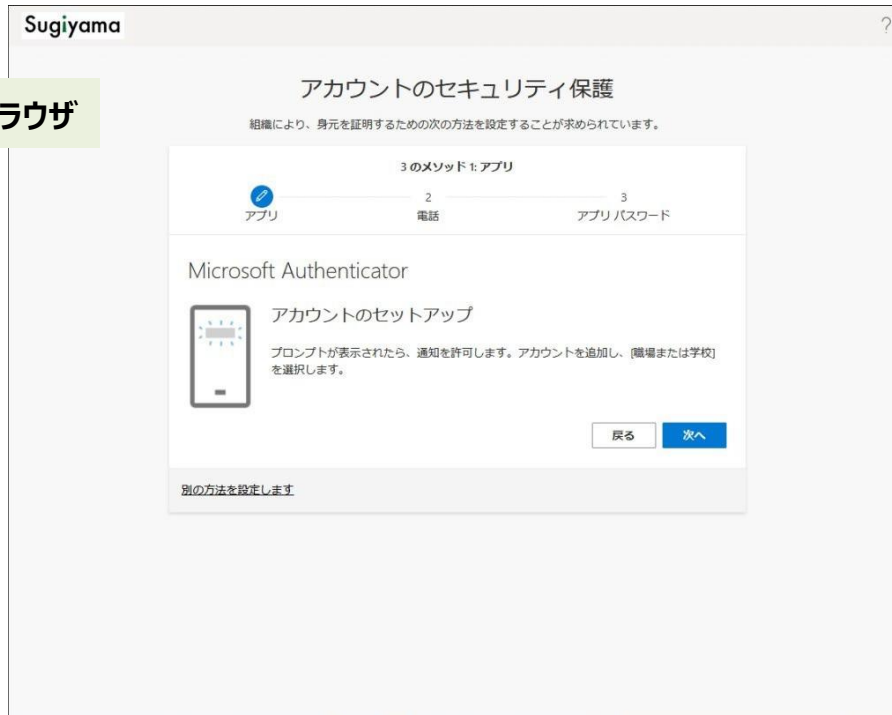 Sugiyama
?
ラウザ
アカウントのセキュリティ保護
組織により、身元を証明するための次の方法を設定することが求められています。
3 のメソッド 1: アプリ
2
3
アプリ
電話
アプリ パスワード
Microsoft Authenticator
アカウントのセットアップ
プロンプトが表示されたら、通知を許可します。アカウントを追加し、[職場または学校]
を選択します。
戻る
次へ
別の方法を設定します